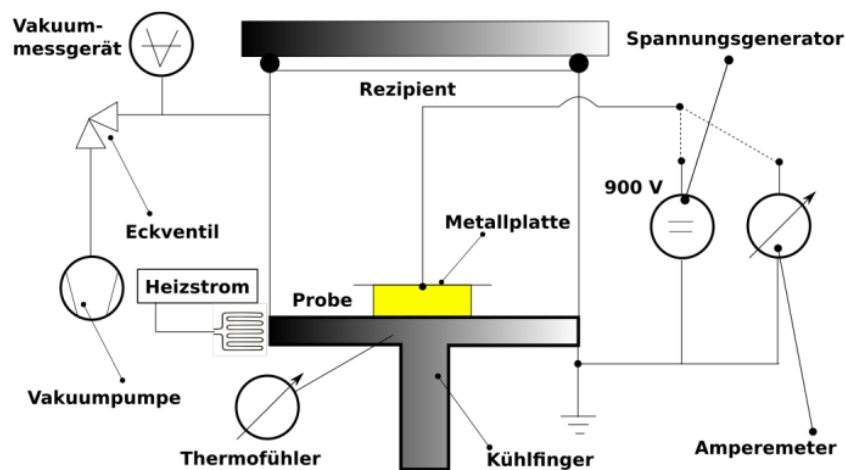 Vakuum-
messgerät
Spannungsgenerator
Rezipient
900 V
Metallplatte
Eckventil
Heizstrom
Probe
Vakuumpumpe
Thermofühler
Kühlfinger
Amperemeter